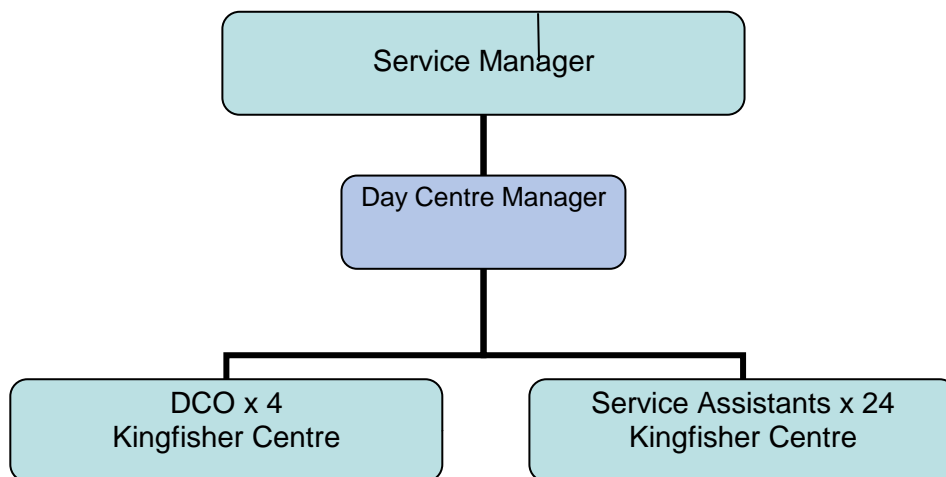 Service Manager
Day Centre Manager
DCO x 4
Kingfisher Centre
Service Assistants x 24
Kingfisher Centre